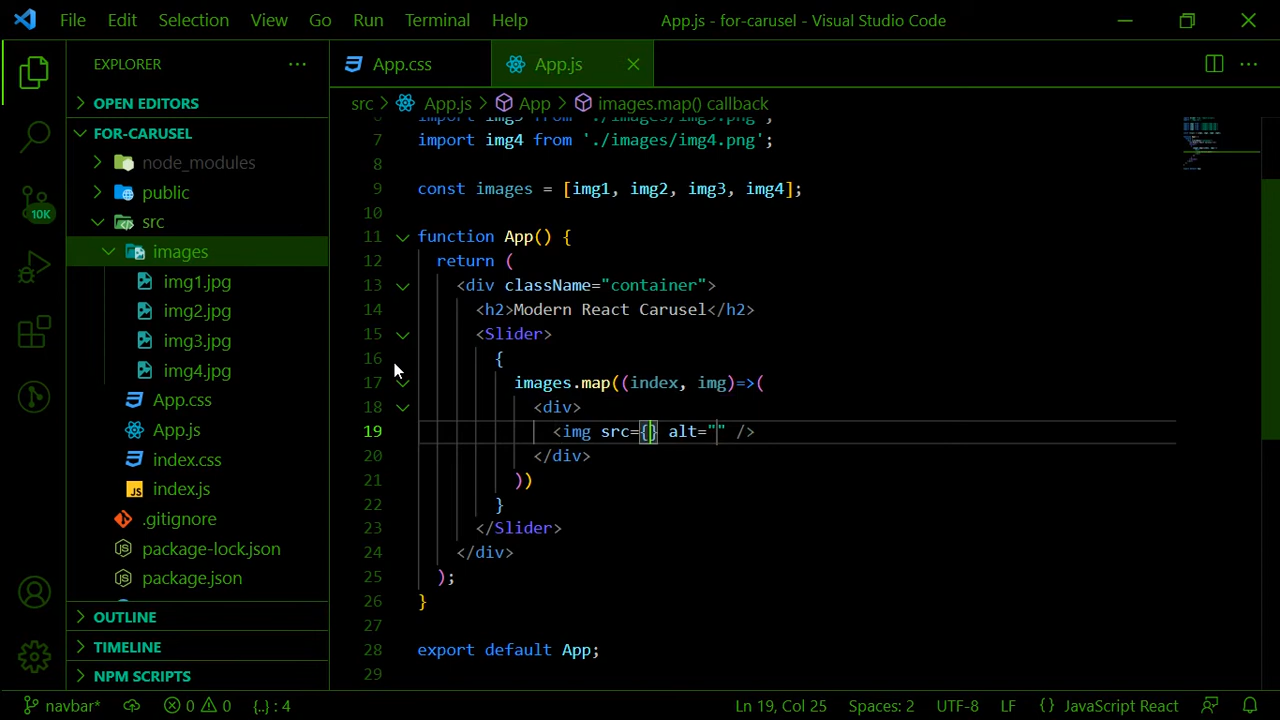 File Edit Selection View Go Run Terminal Help App.js - for-carusel - Visual Studio Code
EXPLORER
OPEN EDITORS
FOR-CARUSEL
node_modules
public
src
images
img1.jpg
img2.jpg
img3.jpg
img4.jpg
App.css
App.js
index.css
JS index.js
.gitignore
package-lock.json
package.json
OUTLINE
TIMELINE
NPM SCRIPTS
10K
App.css App.js
src > App.js > App > images.map() callback
import img3 from './images/img3.png';
7 import img4 from './images/img4.png';
8
9 const images = [img1, img2, img3, img4];
10
11 function App() {
12 return (
13 <div className="container">
14 <h2>Modern React Carusel</h2>
15 <Slider>
16 {
17 images.map((index, img)=>(
18 <div>
19 <img src={} alt="" />
20 </div>
21 ))
22 }
23 </Slider>
24 </div>
25 );
26 }
27
28 export default App;
29
navbar* 0 0 {..} : 4 Ln 19, Col 25 Spaces: 2 UTF-8 LF {} JavaScript React